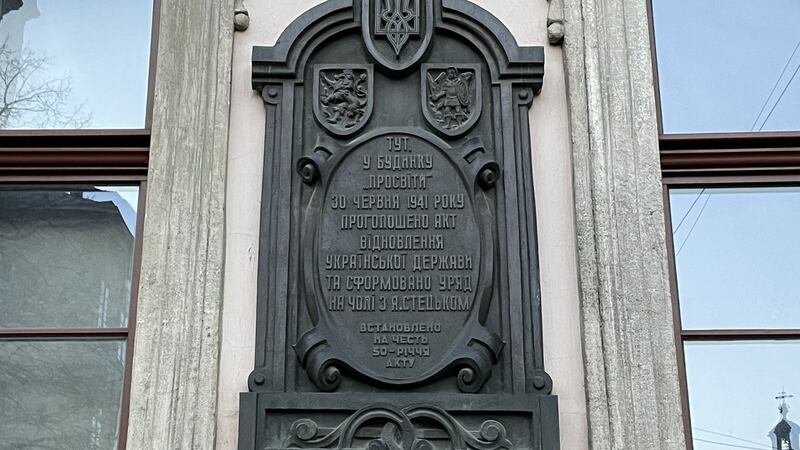 ТУТ,
У БУДИНКУ
„ПРОСВІТИ"
30 ЧЕРВНЯ 1941 РОКУ
ПРОГОЛОШЕНО АКТ
ВІДНОВЛЕННЯ
УКРАЇНСЬКОЇ ДЕРЖАВИ
ТА СФОРМОВАНО УРЯД
НА ЧОЛІ З Я.СТЕЦЬКОМ
ВСТАНОВЛЕНО
НА ЧЕСТЬ
50-РІЧЧЯ
АКТУ